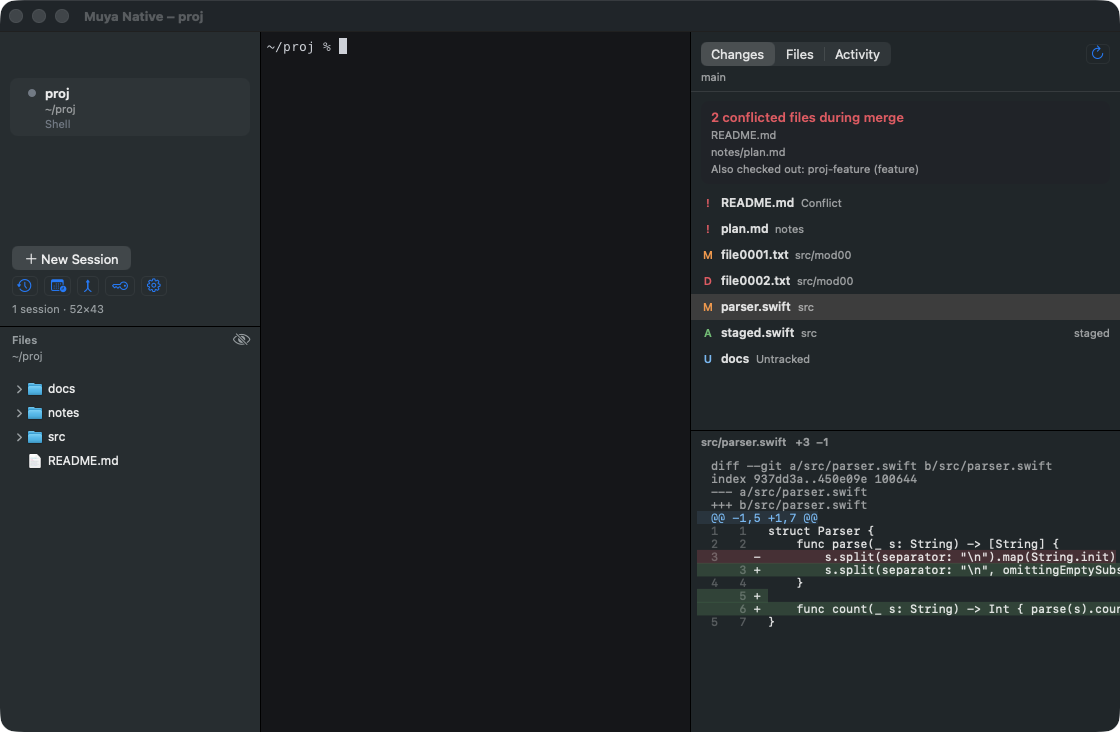 Muya Native – proj
proj
~/proj
Shell
+ New Session
1 session · 52×43
Files
~/proj
docs
notes
src
README.md
~/proj %
Changes Files Activity
main
2 conflicted files during merge
README.md
notes/plan.md
Also checked out: proj-feature (feature)
! README.md Conflict
! plan.md notes
M file0001.txt src/mod00
D file0002.txt src/mod00
M parser.swift src
A staged.swift src staged
U docs Untracked
src/parser.swift +3 −1
diff --git a/src/parser.swift b/src/parser.swift
index 937dd3a..450e09e 100644
--- a/src/parser.swift
+++ b/src/parser.swift
@@ -1,5 +1,7 @@
1 1 struct Parser {
2 2 func parse(_ s: String) -> [String] {
3 - s.split(separator: "\n").map(String.init)
3 + s.split(separator: "\n", omittingEmptySubs
4 4 }
5 +
6 + func count(_ s: String) -> Int { parse(s).coun
5 7 }